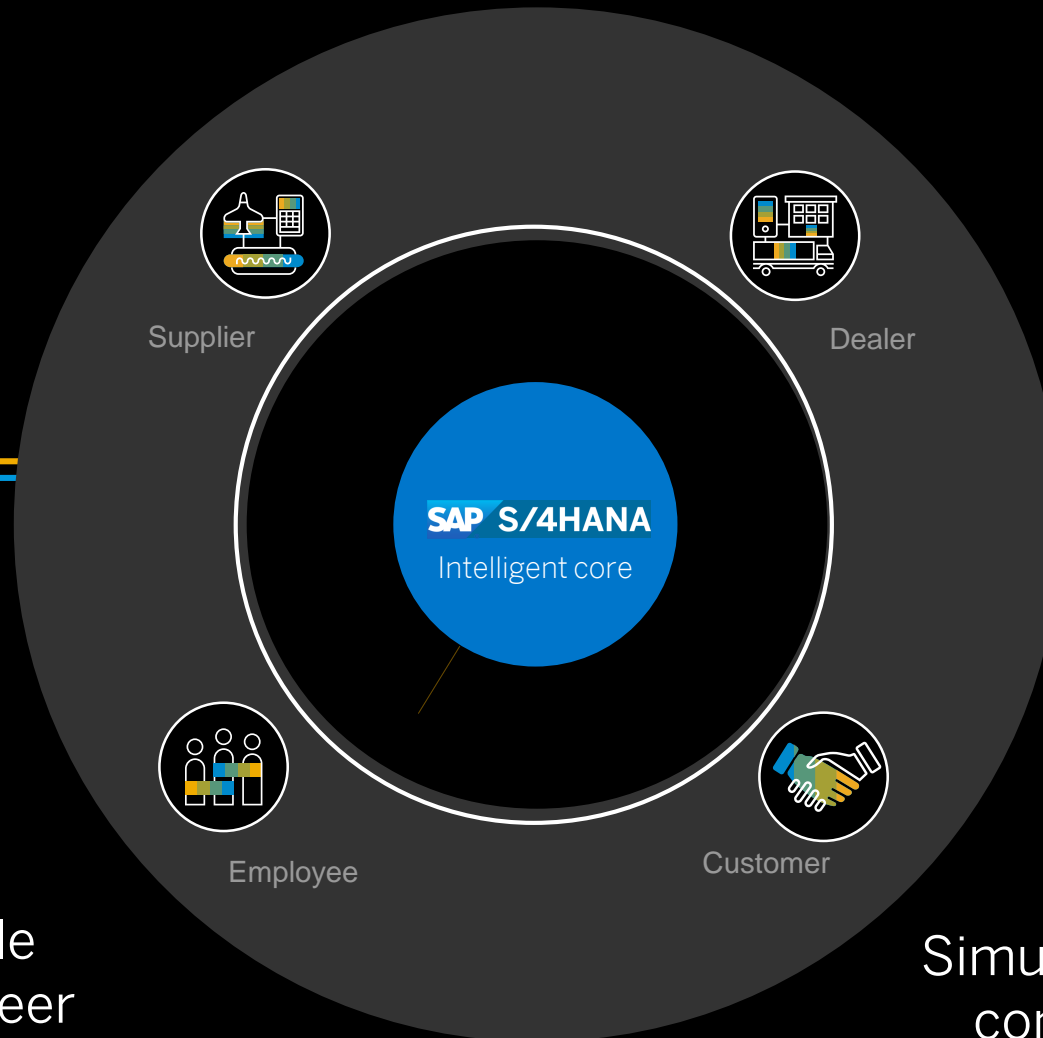 Supplier
Dealer
SAP S/4HANA
Intelligent core
Employee
Customer